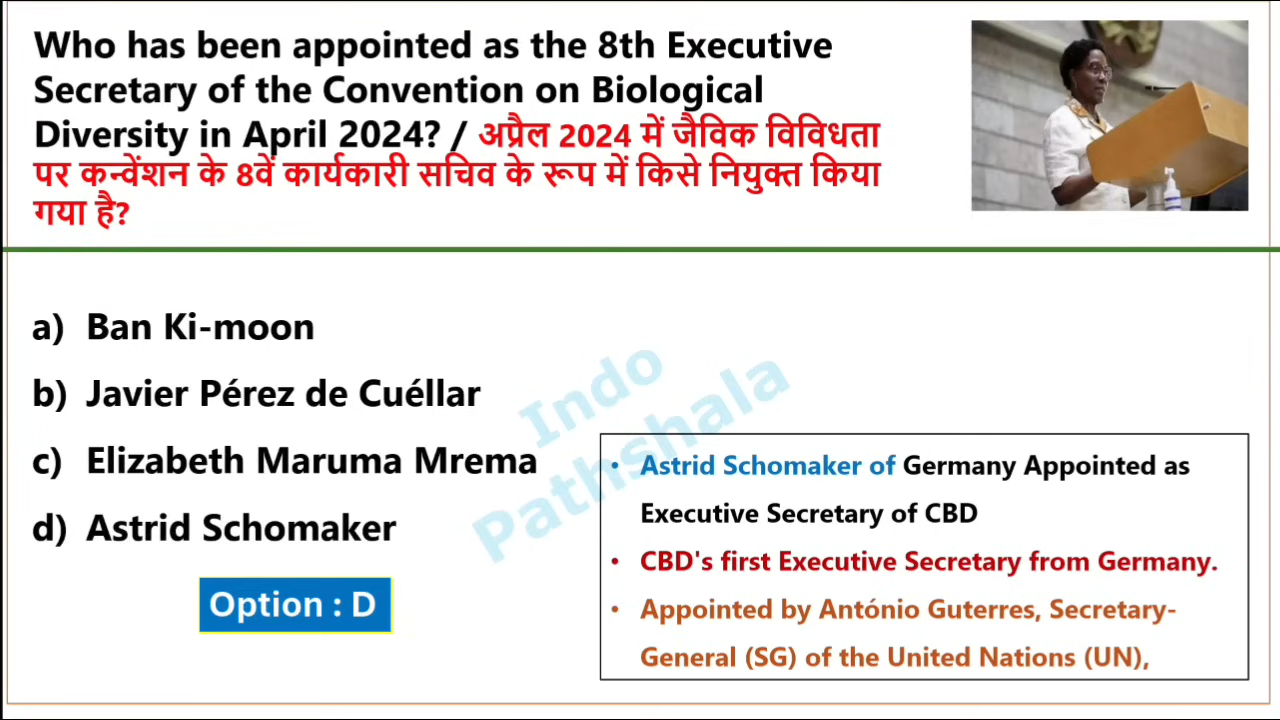 Who has been appointed as the 8th Executive
Secretary of the Convention on Biological
Diversity in April 2024? / अप्रैल 2024 में जैविक विविधता
पर कन्वेंशन के 8वें कार्यकारी सचिव के रूप में किसे नियुक्त किया
गया है?
a) Ban Ki-moon
b) Javier Pérez de Cuéllar
c) Elizabeth Maruma Mrema
d) Astrid Schomaker
Option : D
Indo
Pathshala
• Astrid Schomaker of Germany Appointed as
Executive Secretary of CBD
• CBD's first Executive Secretary from Germany.
• Appointed by António Guterres, Secretary-
General (SG) of the United Nations (UN),